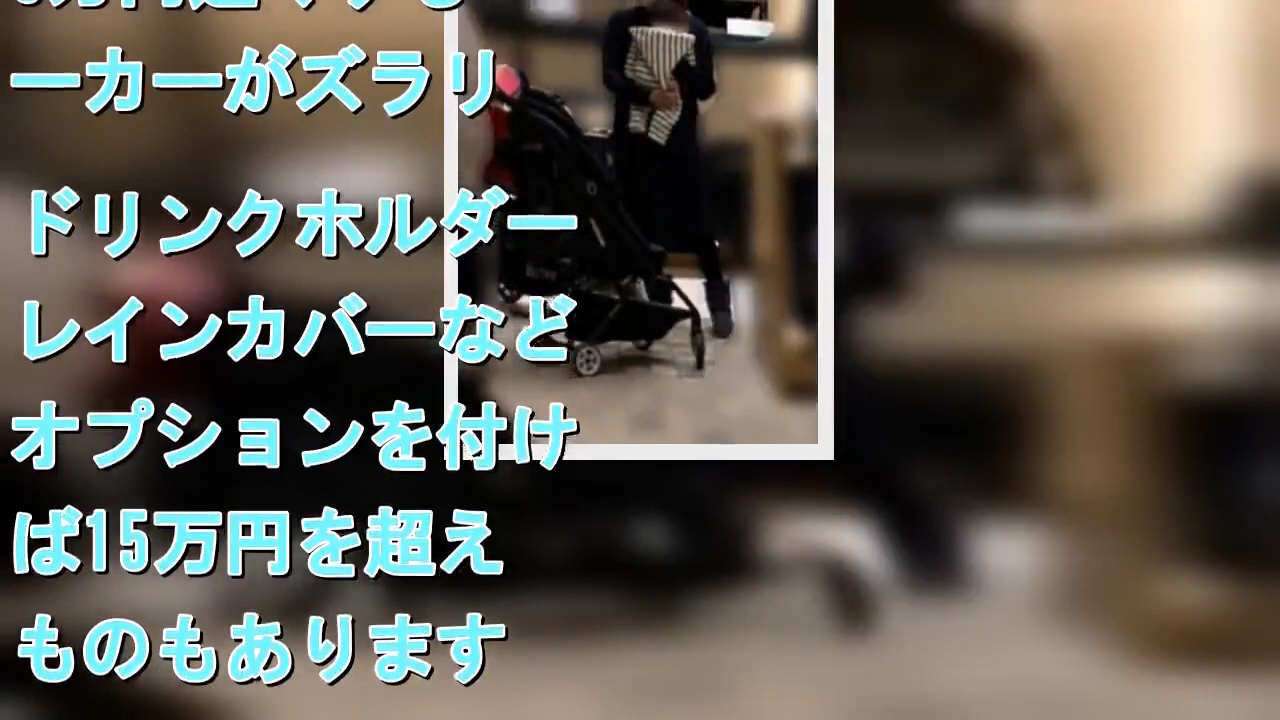 ーカーがズラリ
ドリンクホルダー
レインカバーなど
オプションを付け
ば15万円を超え
ものもあります